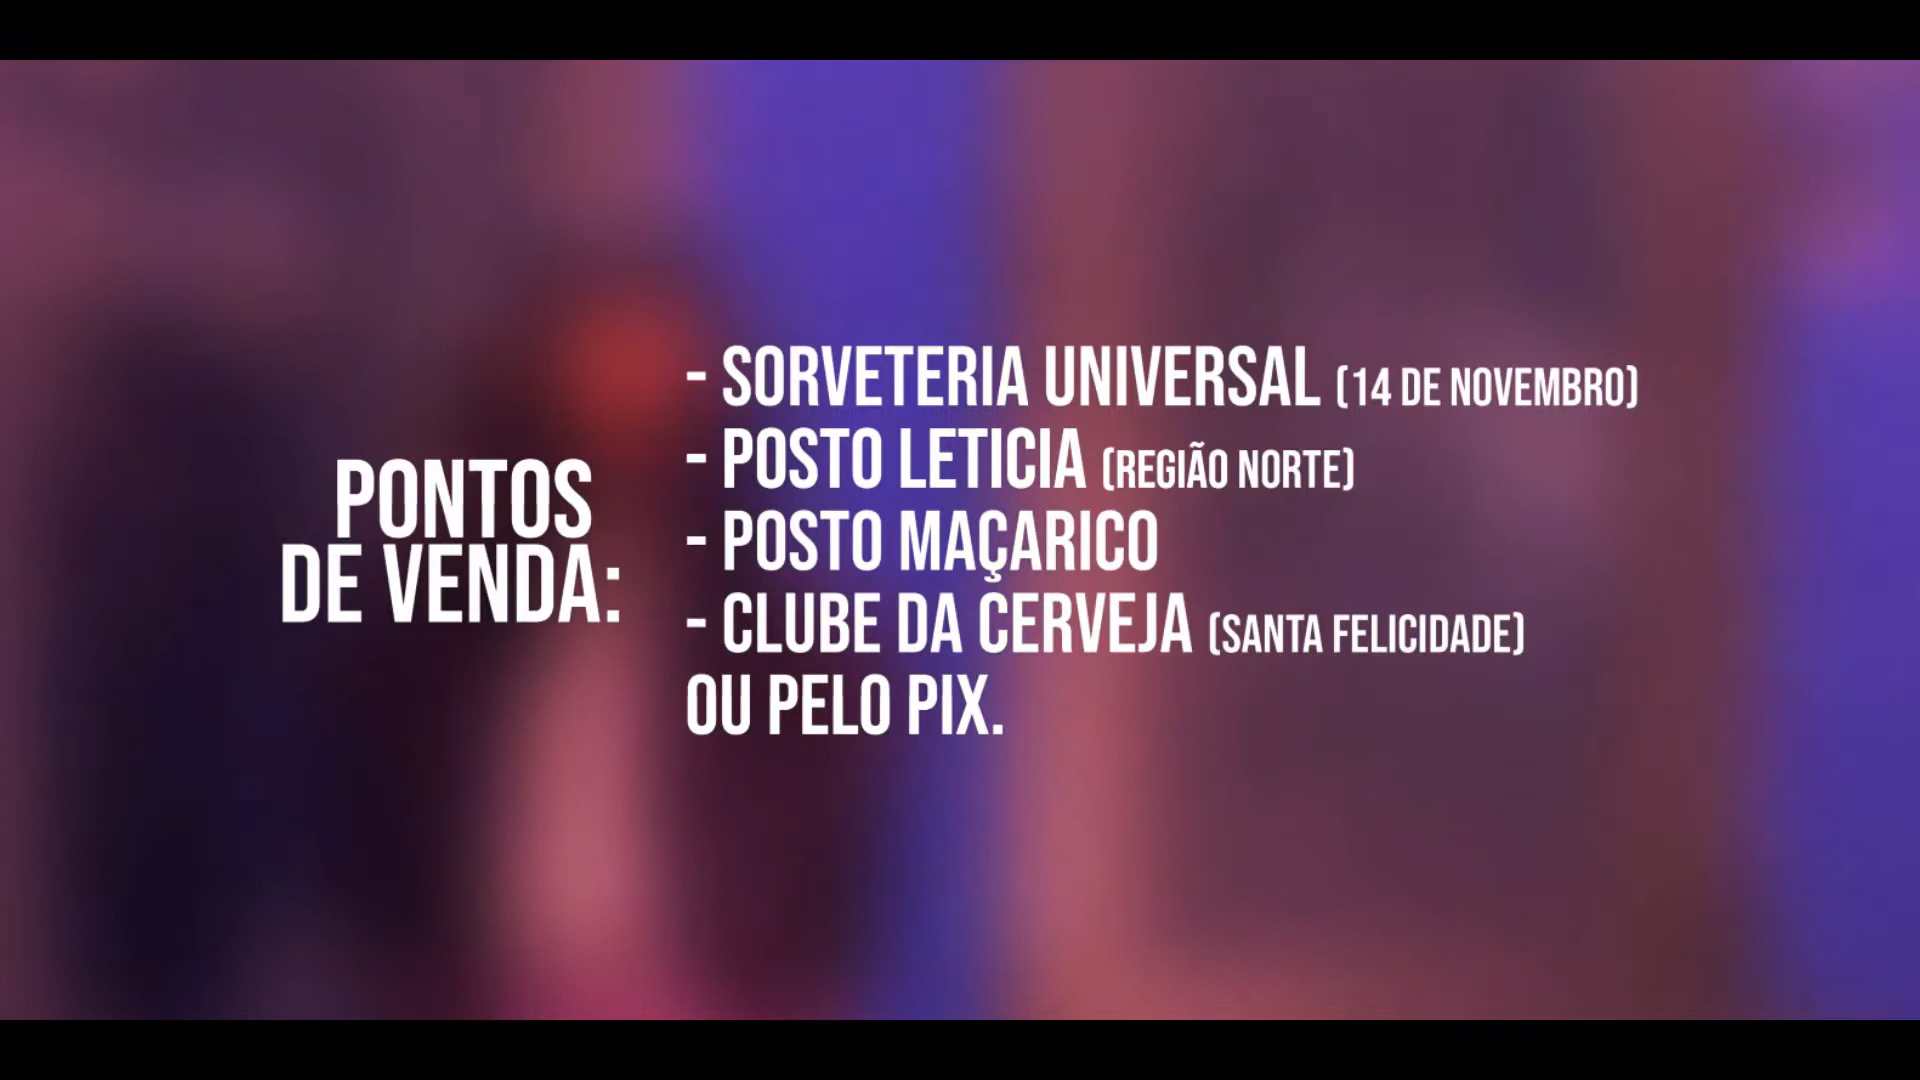 PONTOS
DE VENDA:
- SORVETERIA UNIVERSAL (14 DE NOVEMBRO)
- POSTO LETICIA (REGIÃO NORTE)
- POSTO MAÇARICO
- CLUBE DA CERVEJA (SANTA FELICIDADE)
OU PELO PIX.